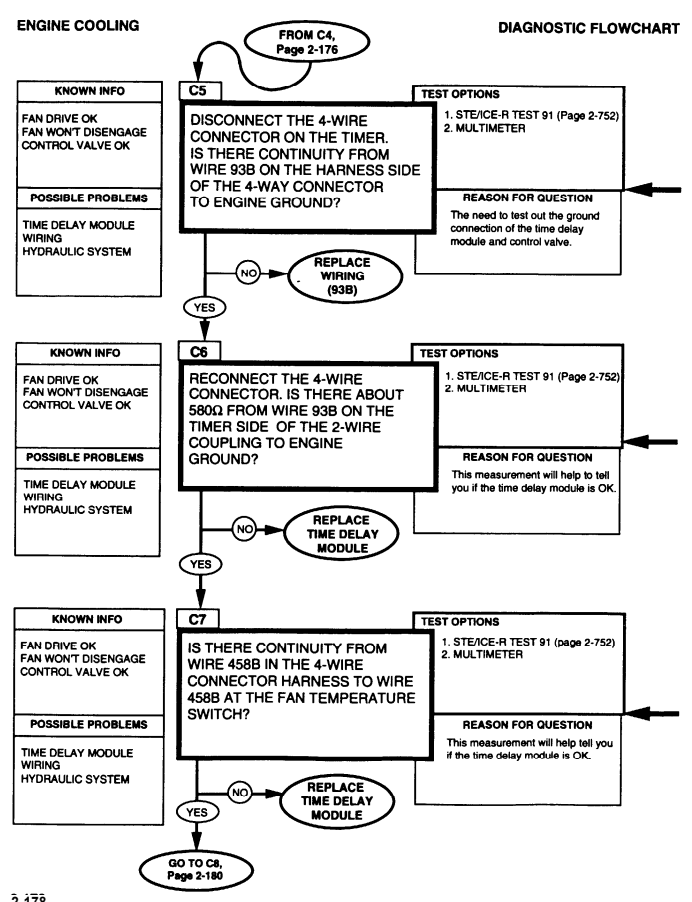 ENGINE COOLING
DIAGNOSTIC FLOWCHART
FROM C4,
Page 2-176
KNOWN INFO
FAN DRIVE OK
FAN WON'T DISENGAGE
CONTROL VALVE OK
POSSIBLE PROBLEMS
TIME DELAY MODULE
WIRING
HYDRAULIC SYSTEM
C5
DISCONNECT THE 4-WIRE
CONNECTOR ON THE TIMER.
IS THERE CONTINUITY FROM
WIRE 93B ON THE HARNESS SIDE
OF THE 4-WAY CONNECTOR
TO ENGINE GROUND?
TEST OPTIONS
1. STE/ICE-R TEST 91 (Page 2-752)
2. MULTIMETER
REASON FOR QUESTION
The need to test out the ground
connection of the time delay
module and control valve.
NO
REPLACE
WIRING
(93B)
YES
KNOWN INFO
FAN DRIVE OK
FAN WON'T DISENGAGE
CONTROL VALVE OK
POSSIBLE PROBLEMS
TIME DELAY MODULE
WIRING
HYDRAULIC SYSTEM
C6
RECONNECT THE 4-WIRE
CONNECTOR. IS THERE ABOUT
580Ω FROM WIRE 93B ON THE
TIMER SIDE OF THE 2-WIRE
COUPLING TO ENGINE
GROUND?
TEST OPTIONS
1. STE/ICE-R TEST 91 (Page 2-752)
2. MULTIMETER
REASON FOR QUESTION
This measurement will help to tell
you if the time delay module is OK.
NO
REPLACE
TIME DELAY
MODULE
YES
KNOWN INFO
FAN DRIVE OK
FAN WON'T DISENGAGE
CONTROL VALVE OK
POSSIBLE PROBLEMS
TIME DELAY MODULE
WIRING
HYDRAULIC SYSTEM
C7
IS THERE CONTINUITY FROM
WIRE 458B IN THE 4-WIRE
CONNECTOR HARNESS TO WIRE
458B AT THE FAN TEMPERATURE
SWITCH?
TEST OPTIONS
1. STE/ICE-R TEST 91 (page 2-752)
2. MULTIMETER
REASON FOR QUESTION
This measurement will help tell you
if the time delay module is OK.
NO
REPLACE
TIME DELAY
MODULE
YES
GO TO C8,
Page 2-180
2-178